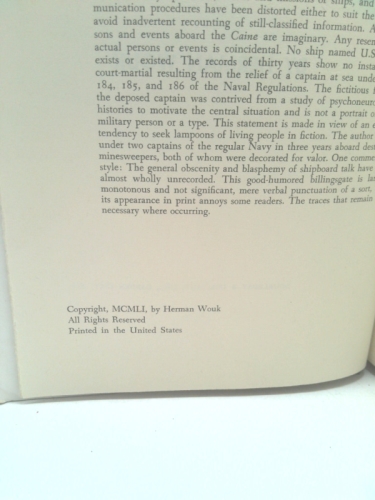 of ships, and
munication procedures have been distorted either to suit the
avoid inadvertent recounting of still-classified information. A
sons and events aboard the Caine are imaginary. Any resem
actual persons or events is coincidental. No ship named U.S.
exists or existed. The records of thirty years show no insta
court-martial resulting from the relief of a captain at sea unde
184, 185, and 186 of the Naval Regulations. The fictitious f
the deposed captain was contrived from a study of psychoneuro
histories to motivate the central situation and is not a portrait o
military person or a type. This statement is made in view of an e
tendency to seek lampoons of living people in fiction. The author
under two captains of the regular Navy in three years aboard dest
minesweepers, both of whom were decorated for valor. One comme
style: The general obscenity and blasphemy of shipboard talk have
almost wholly unrecorded. This good-humored billingsgate is lar
monotonous and not significant, mere verbal punctuation of a sort,
its appearance in print annoys some readers. The traces that remain
necessary where occurring.
Copyright, MCMLI, by Herman Wouk
All Rights Reserved
Printed in the United States